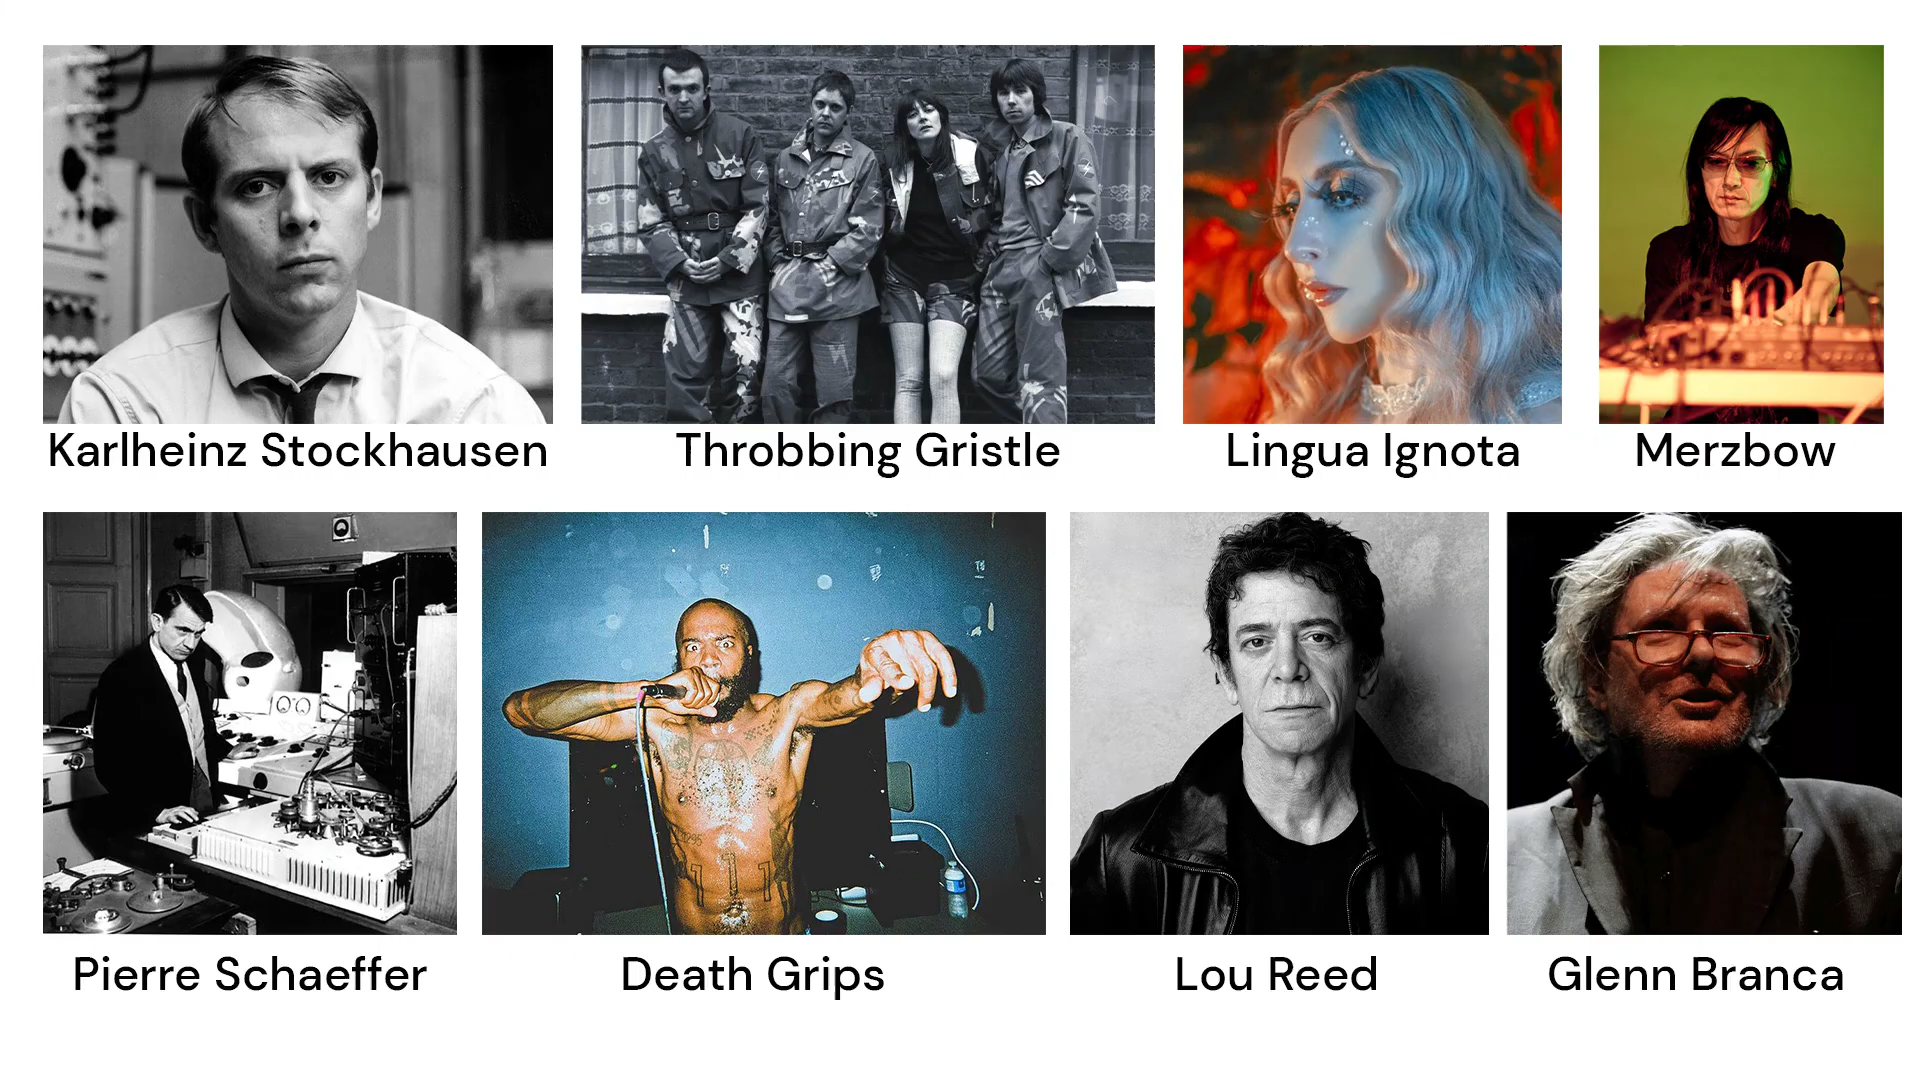 Karlheinz Stockhausen
Throbbing Gristle
Lingua Ignota
Merzbow
Pierre Schaeffer
Death Grips
Lou Reed
Glenn Branca